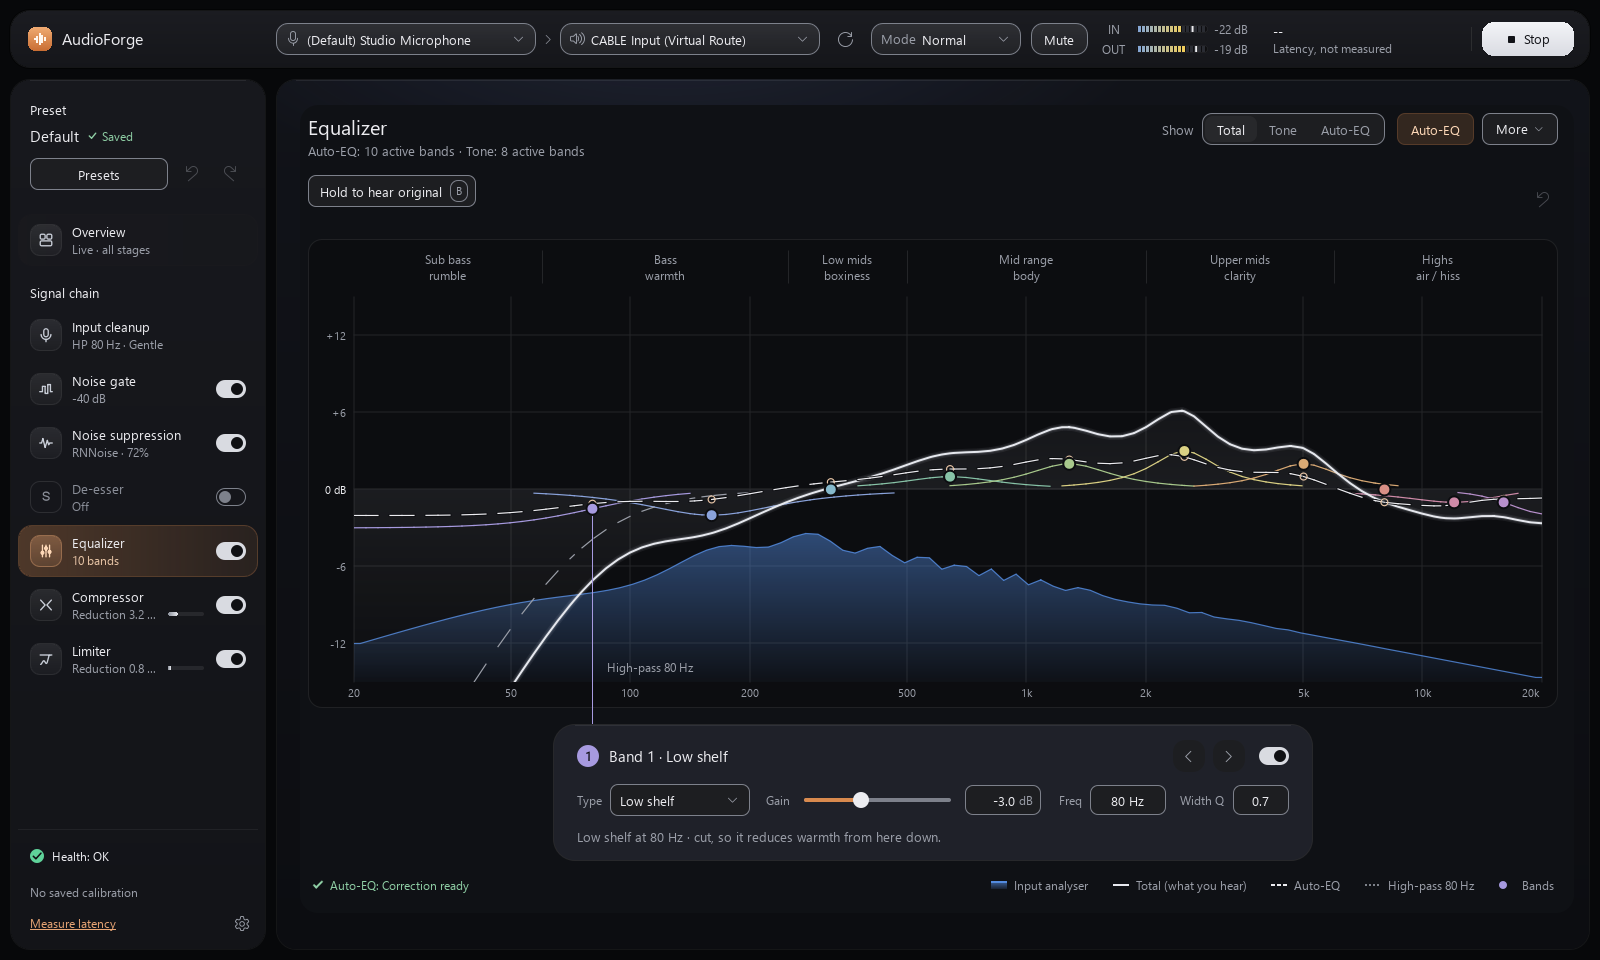 AudioForge
(Default) Studio Microphone
CABLE Input (Virtual Route)
Mode Normal
Mute
IN -22 dB
OUT -19 dB
--
Latency, not measured
Stop
Preset
Default Saved
Presets
Overview
Live · all stages
Signal chain
Input cleanup
HP 80 Hz · Gentle
Noise gate
-40 dB
Noise suppression
RNNoise · 72%
S
De-esser
Off
Equalizer
10 bands
Compressor
Reduction 3.2 ...
Limiter
Reduction 0.8 ...
Health: OK
No saved calibration
Measure latency
Equalizer
Auto-EQ: 10 active bands · Tone: 8 active bands
Show Total Tone Auto-EQ
Auto-EQ
More
Hold to hear original B
Sub bass
rumble
Bass
warmth
Low mids
boxiness
Mid range
body
Upper mids
clarity
Highs
air / hiss
+12
+6
0 dB
-6
-12
High-pass 80 Hz
20 50 100 200 500 1k 2k 5k 10k 20k
1 Band 1 · Low shelf
Type Low shelf Gain -3.0 dB Freq 80 Hz Width Q 0.7
Low shelf at 80 Hz · cut, so it reduces warmth from here down.
Auto-EQ: Correction ready
Input analyser Total (what you hear) Auto-EQ High-pass 80 Hz Bands